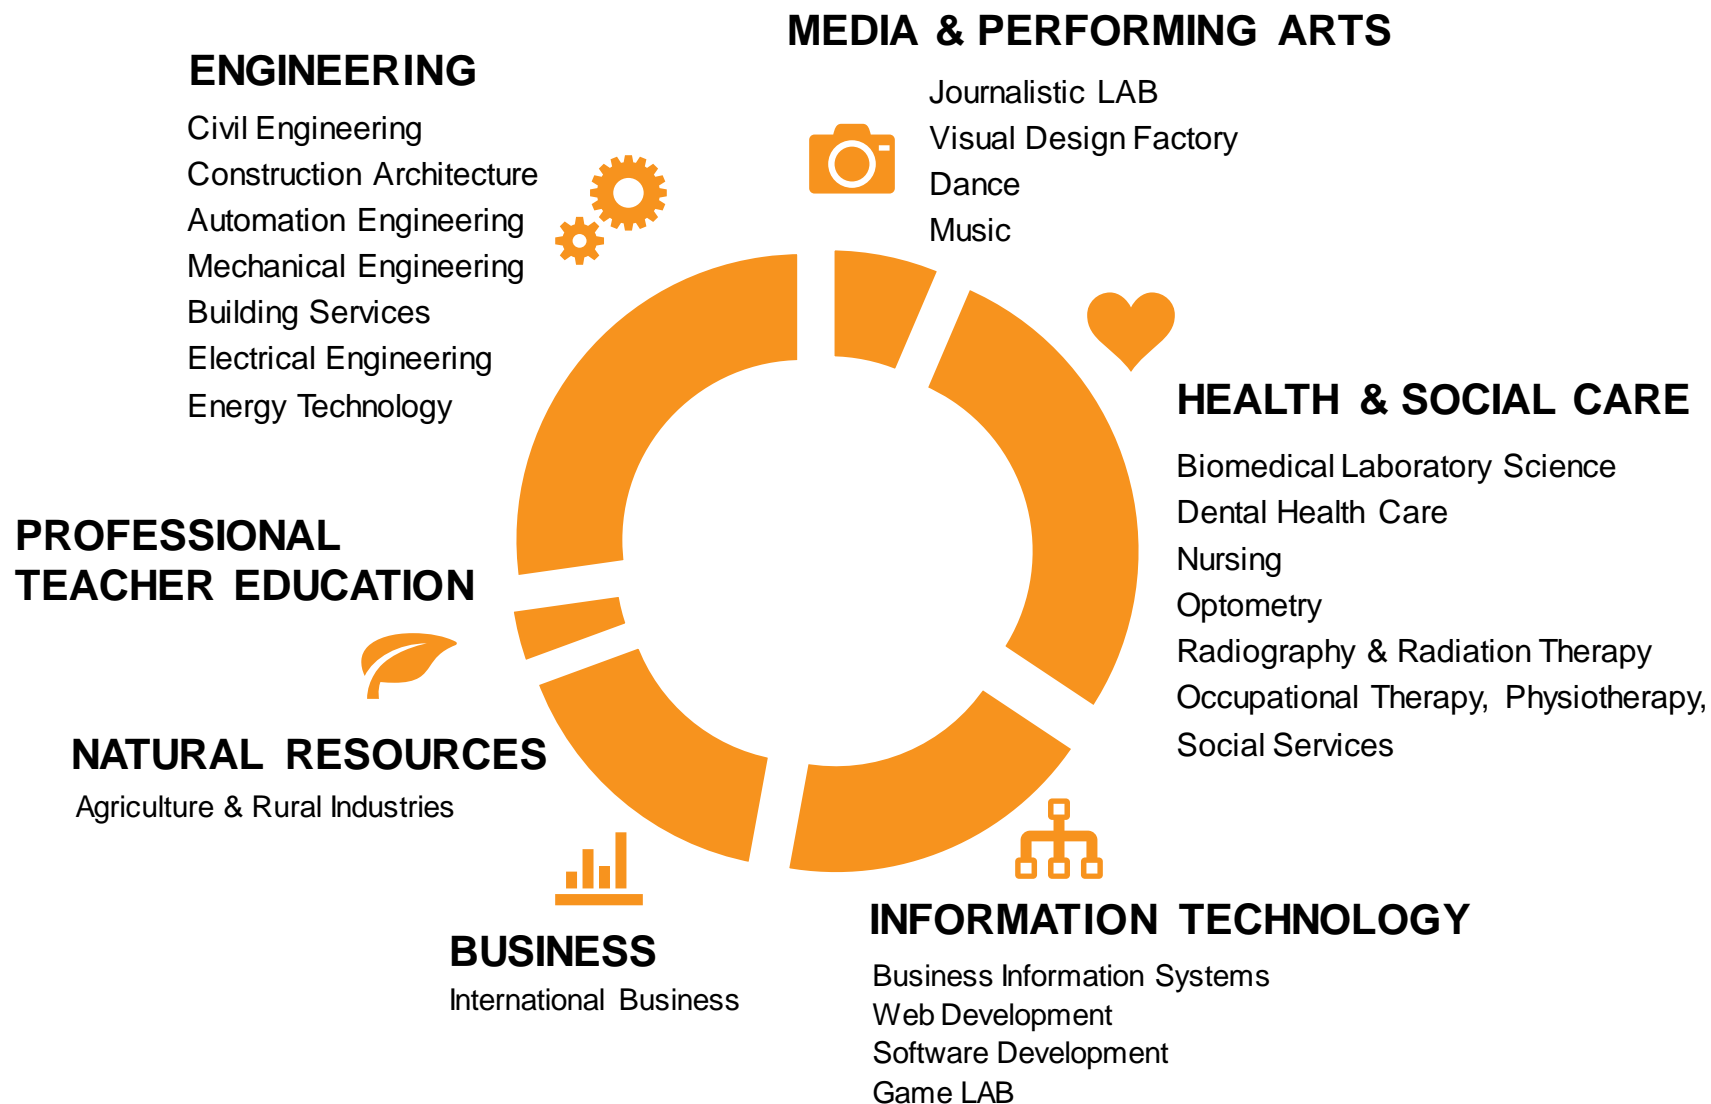 MEDIA & PERFORMING ARTS
Journalistic LAB
Visual Design Factory
Dance
Music
ENGINEERING
Civil Engineering
Construction Architecture
Automation Engineering
Mechanical Engineering
Building Services
Electrical Engineering
Energy Technology
HEALTH & SOCIAL CARE
Biomedical Laboratory Science
Dental Health Care
Nursing
Optometry
Radiography & Radiation Therapy
Occupational Therapy, Physiotherapy,
Social Services
PROFESSIONAL
TEACHER EDUCATION
NATURAL RESOURCES
Agriculture & Rural Industries
BUSINESS
International Business
INFORMATION TECHNOLOGY
Business Information Systems
Web Development
Software Development
Game LAB